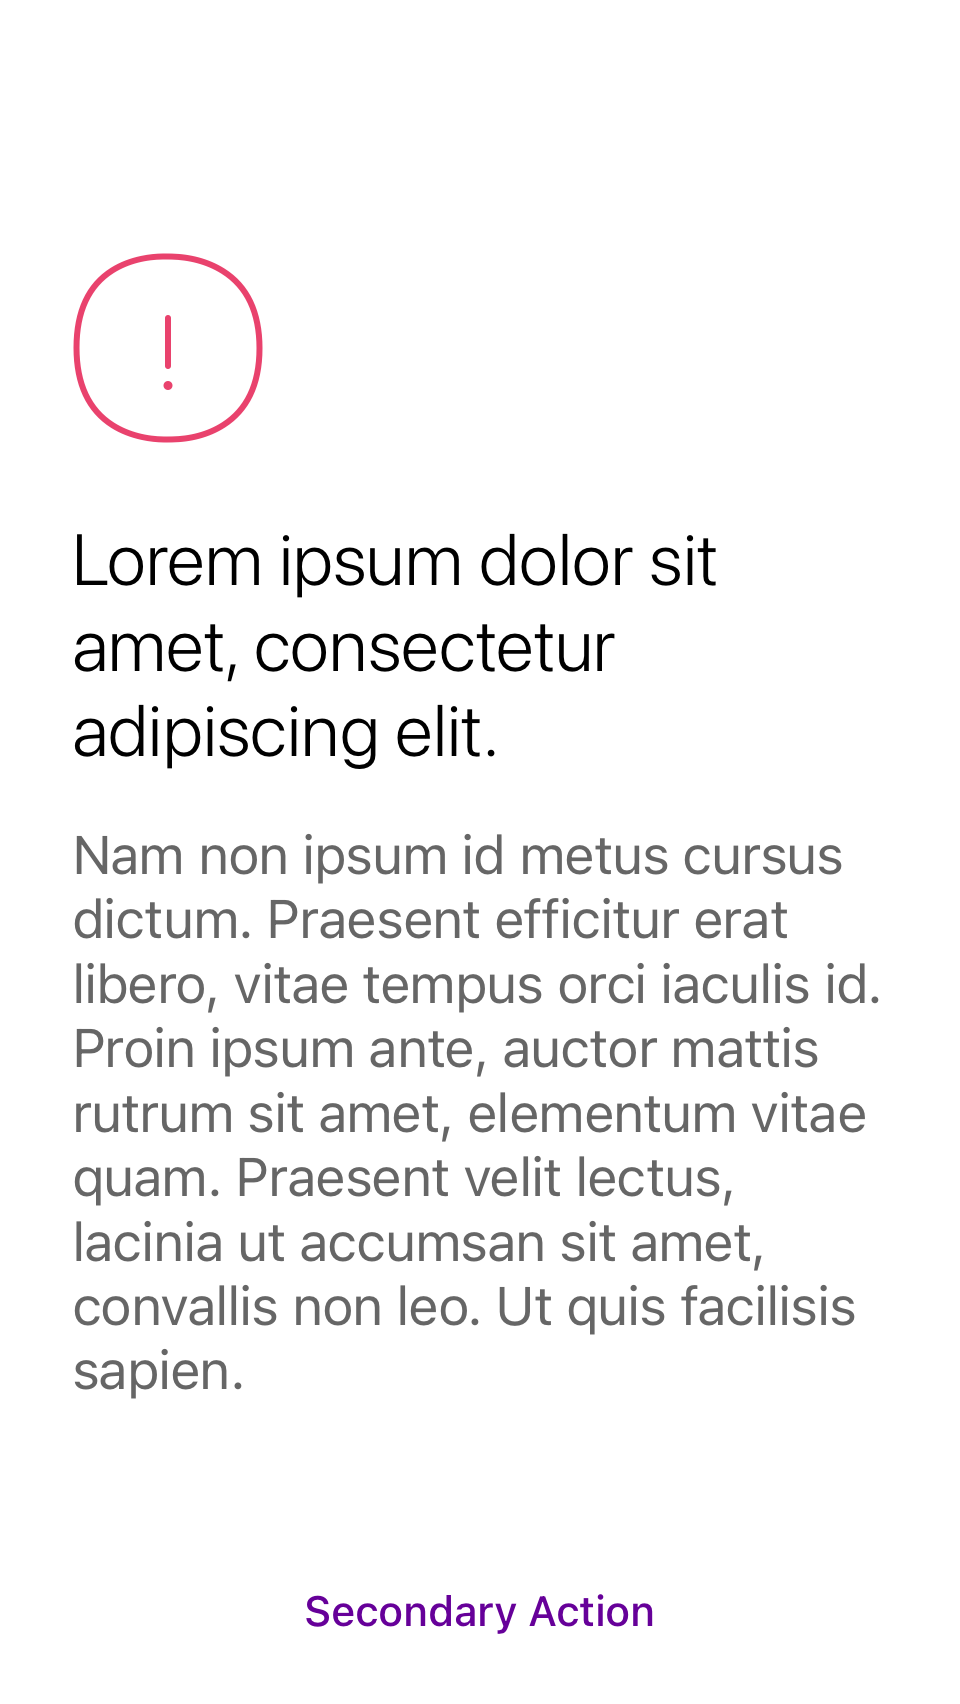 Lorem ipsum dolor sit
amet, consectetur
adipiscing elit.
Nam non ipsum id metus cursus
dictum. Praesent efficitur erat
libero, vitae tempus orci iaculis id.
Proin ipsum ante, auctor mattis
rutrum sit amet, elementum vitae
quam. Praesent velit lectus,
lacinia ut accumsan sit amet,
convallis non leo. Ut quis facilisis
sapien.
Secondary Action